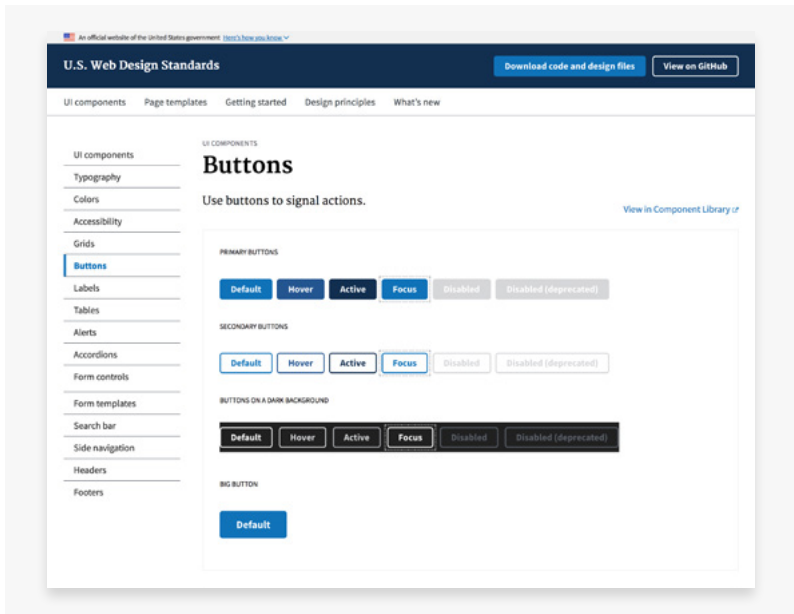 An official website of the United States government Here's how you know
U.S. Web Design Standards
Download code and design files
View on GitHub
UI components Page templates Getting started Design principles What's new
UI components
Typography
Colors
Accessibility
Grids
Buttons
Labels
Tables
Alerts
Accordions
Form controls
Form templates
Search bar
Side navigation
Headers
Footers
UI COMPONENTS
Buttons
Use buttons to signal actions.
View in Component Library
PRIMARY BUTTONS
Default Hover Active Focus Disabled Disabled (deprecated)
SECONDARY BUTTONS
Default Hover Active Focus Disabled Disabled (deprecated)
BUTTONS ON A DARK BACKGROUND
Default Hover Active Focus Disabled Disabled (deprecated)
BIG BUTTON
Default